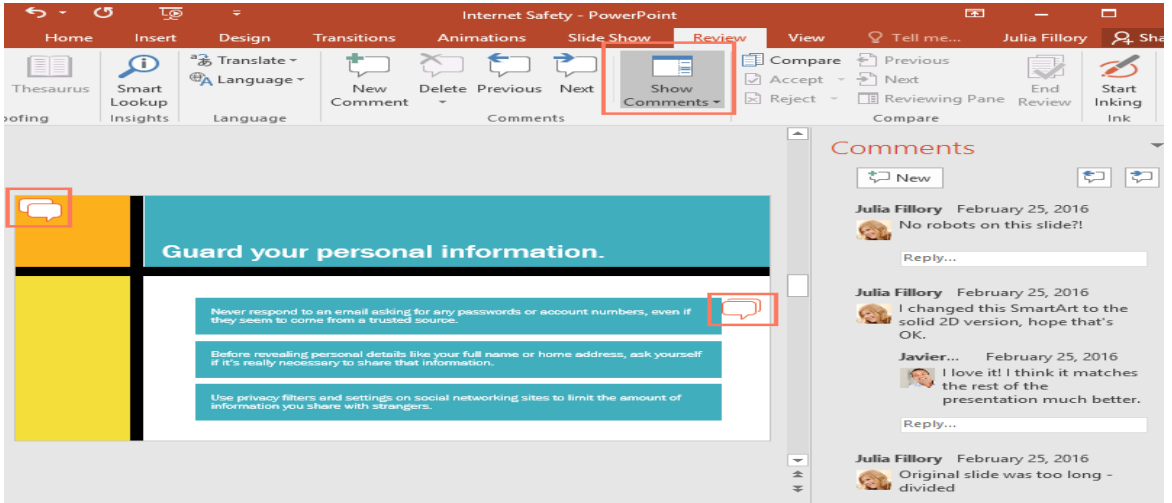 Internet Safety - PowerPoint
Home Insert Design Transitions Animations Slide Show Review View Tell me... Julia Fillory Sha
Thesaurus
Smart Lookup
Translate
Language
New Comment
Delete
Previous
Next
Show Comments
Compare
Accept
Reject
Previous
Next
Reviewing Pane
End Review
Start Inking
oofing Insights Language Comments Compare Ink
Guard your personal information.
Never respond to an email asking for any passwords or account numbers, even if
they seem to come from a trusted source.
Before revealing personal details like your full name or home address, ask yourself
if it's really necessary to share that information.
Use privacy filters and settings on social networking sites to limit the amount of
information you share with strangers.
Comments
New
Julia Fillory February 25, 2016
No robots on this slide?!
Reply...
Julia Fillory February 25, 2016
I changed this SmartArt to the
solid 2D version, hope that's
OK.
Javier... February 25, 2016
I love it! I think it matches
the rest of the
presentation much better.
Reply...
Julia Fillory February 25, 2016
Original slide was too long -
divided